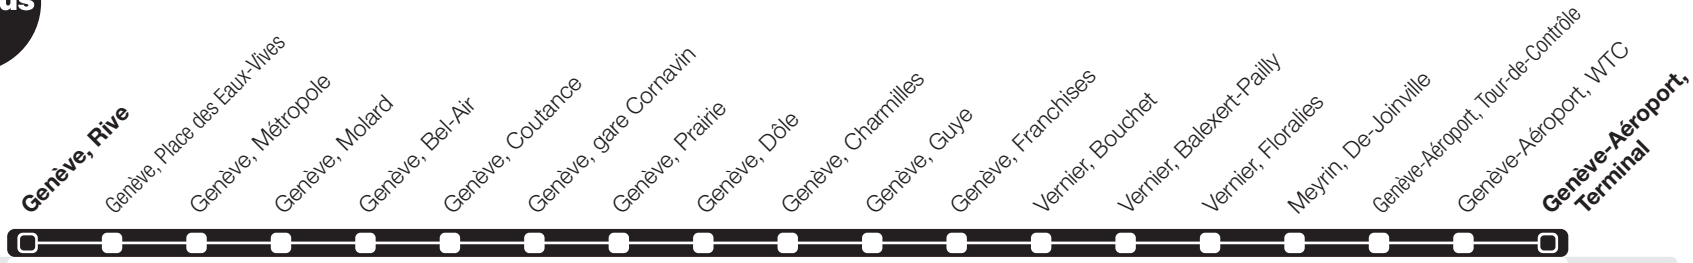 us
Genève, Rive
Genève, Place des Eaux-Vives
Genève, Métropole
Genève, Molard
Genève, Bel-Air
Genève, Coutance
Genève, gare Cornavin
Genève, Prairie
Genève, Dôle
Genève, Charmilles
Genève, Guye
Genève, Franchises
Vernier, Bouchet
Vernier, Balexert-Pailly
Vernier, Floralies
Meyrin, De-Joinville
Genève-Aéroport, Tour-de-Contrôle
Genève-Aéroport, WTC
Genève-Aéroport,
Terminal